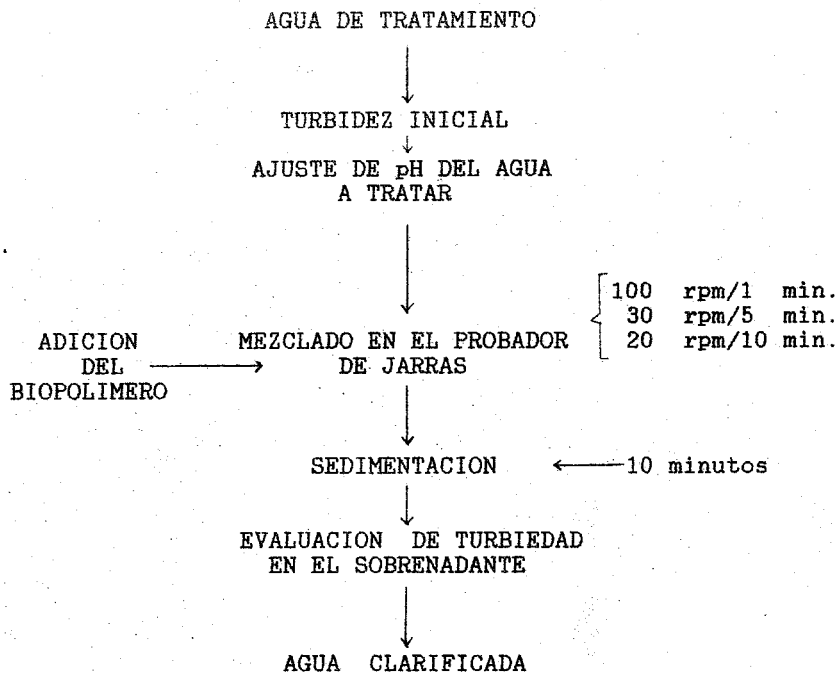 AGUA DE TRATAMIENTO
TURBIDEZ INICIAL
AJUSTE DE pH DEL AGUA
A TRATAR
100 rpm/1 min.
30 rpm/5 min.
20 rpm/10 min.
ADICION
DEL
BIOPOLIMERO
MEZCLADO EN EL PROBADOR
DE JARRAS
SEDIMENTACION
10 minutos
EVALUACION DE TURBIEDAD
EN EL SOBRENADANTE
AGUA CLARIFICADA